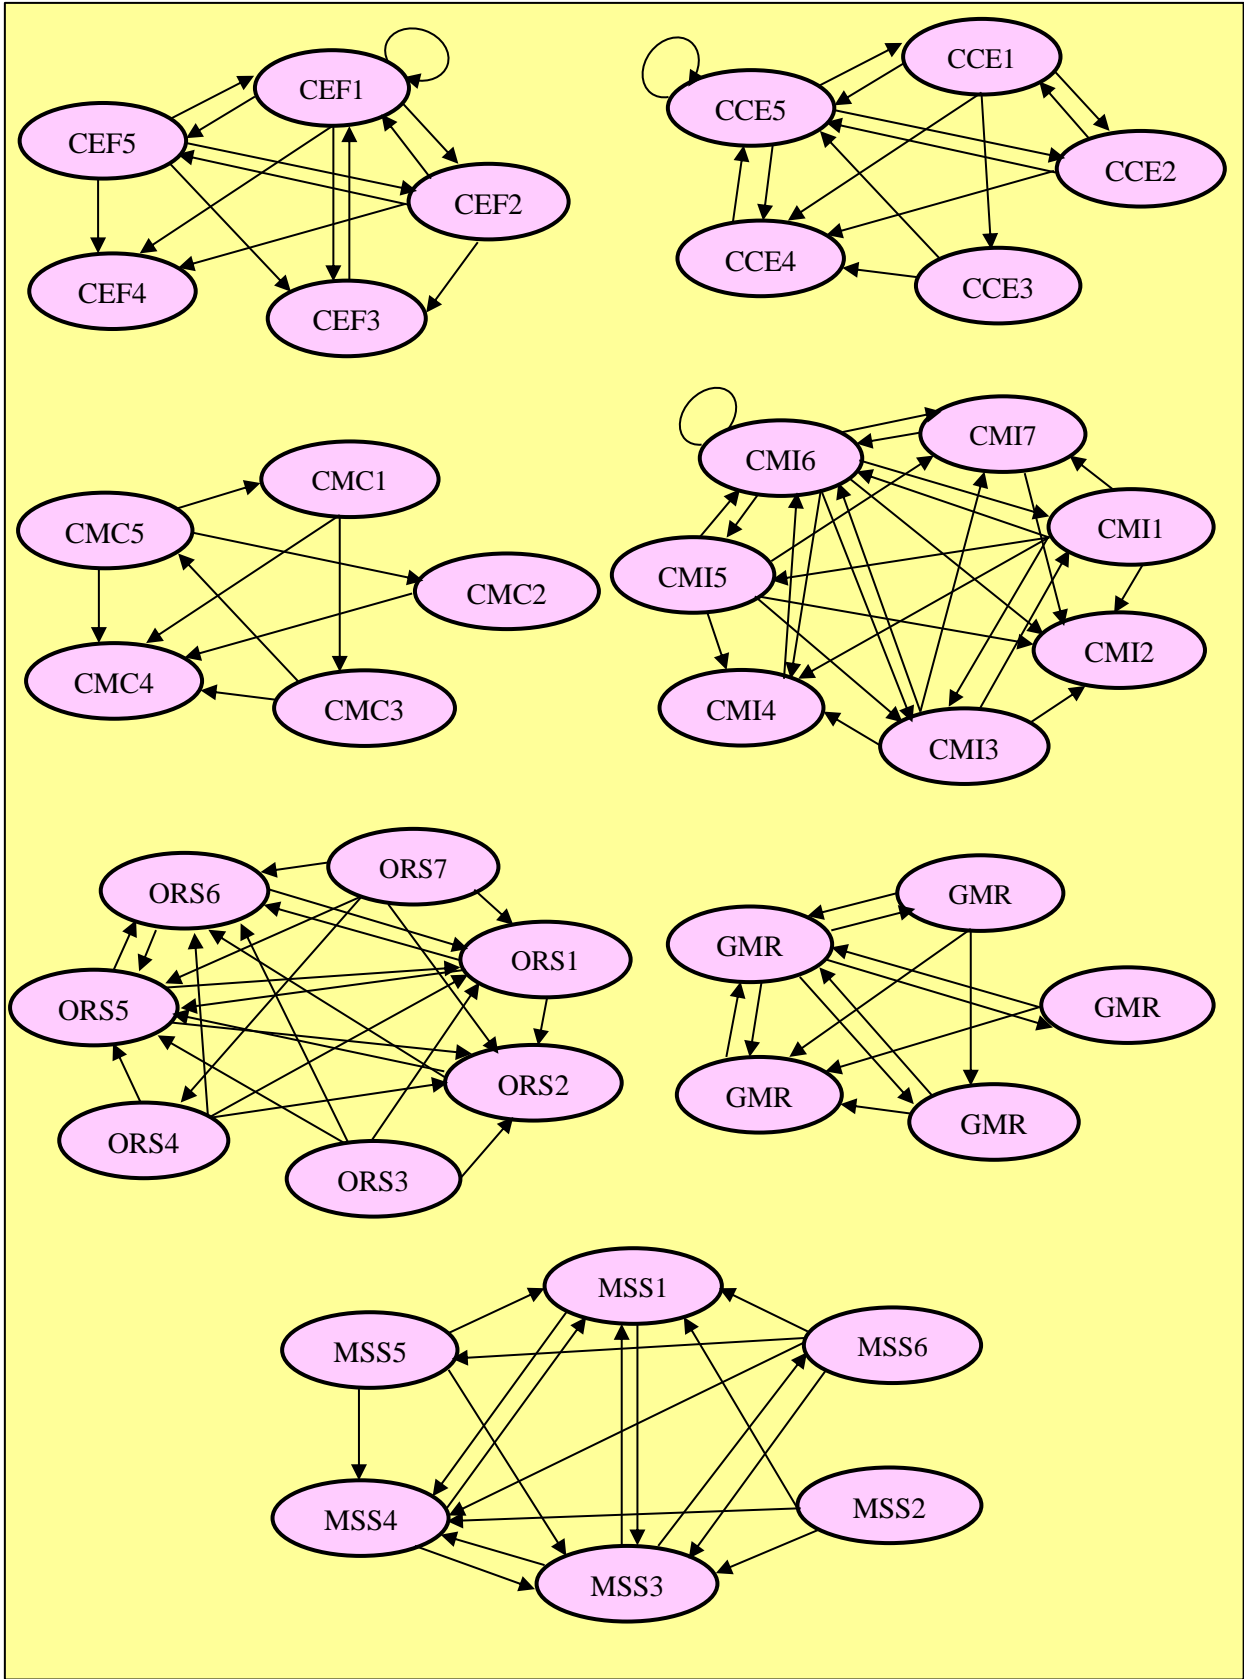 CEF1
CEF5
CEF2
CEF4
CEF3
CCE1
CCE5
CCE2
CCE4
CCE3
CMC1
CMC5
CMC2
CMC4
CMC3
CMI7
CMI6
CMI1
CMI5
CMI2
CMI4
CMI3
ORS7
ORS6
ORS1
ORS5
ORS2
ORS4
ORS3
GMR
GMR
GMR
GMR
GMR
MSS1
MSS5
MSS6
MSS2
MSS4
MSS3